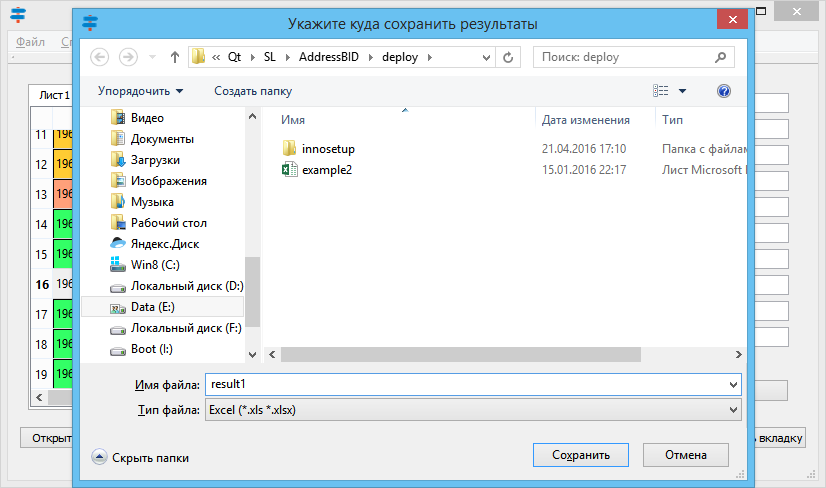 Укажите куда сохранить результаты
Файл
« Qt SL AddressBID deploy
Поиск: deploy
Упорядочить
Создать папку
Лист1
11 196
12 196
13 196
14 196
15 196
16 196
17 196
18 196
19 196
Видео
Документы
Загрузки
Изображения
Музыка
Рабочий стол
Яндекс.Диск
Win8 (C:)
Локальный диск (D:)
Data (E:)
Локальный диск (F:)
Boot (I:)
Имя Дата изменения Тип
innosetup 21.04.2016 17:10 Папка с файлам
example2 15.01.2016 22:17 Лист Microsoft
Имя файла: result1
Тип файла: Excel (*.xls *.xlsx)
Открыт
вкладку
Скрыть папки
Сохранить
Отмена